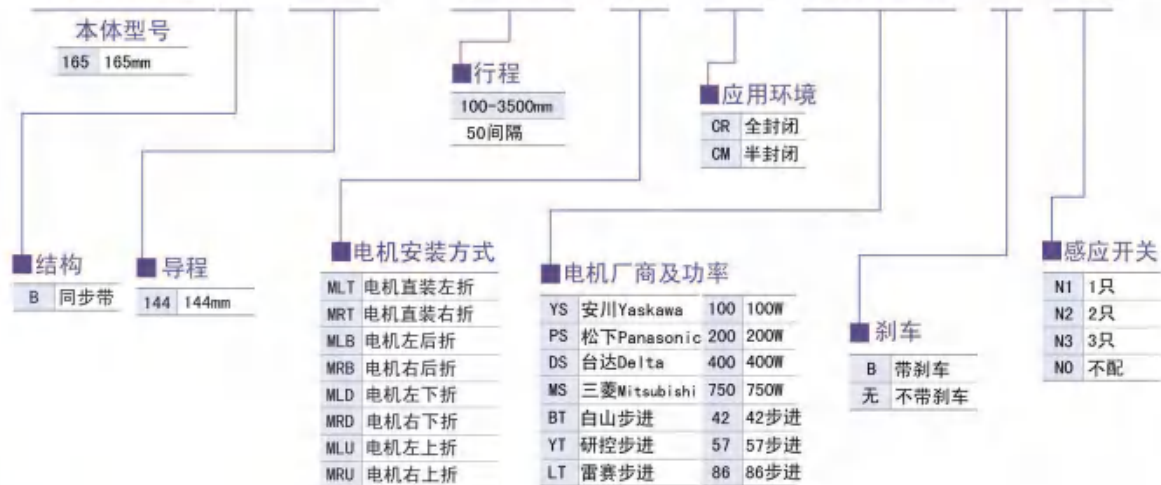 本体型号
165 165mm
■行程
100-3500mm
50间隔
■应用环境
CR 全封闭
CM 半封闭
■结构
B 同步带
■导程
144 144mm
■电机安装方式
MLT 电机直装左折
MRT 电机直装右折
MLB 电机左后折
MRB 电机右后折
MLD 电机左下折
MRD 电机右下折
MLU 电机左上折
MRU 电机右上折
■电机厂商及功率
YS 安川Yaskawa 100 100W
PS 松下Panasonic 200 200W
DS 台达Delta 400 400W
MS 三菱Mitsubishi 750 750W
BT 白山步进 42 42步进
YT 研控步进 57 57步进
LT 雷赛步进 86 86步进
■刹车
B 带刹车
无 不带刹车
■感应开关
N1 1只
N2 2只
N3 3只
N0 不配